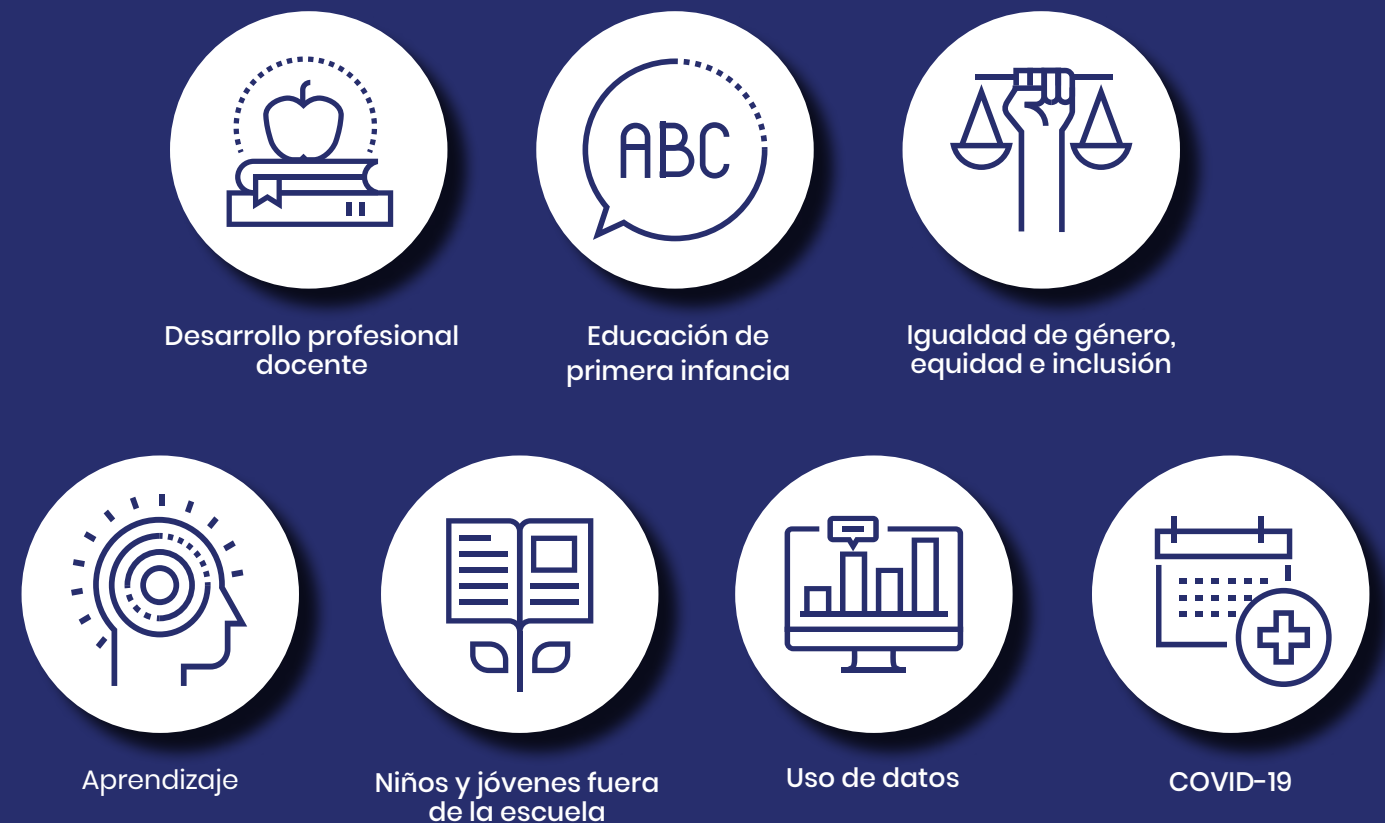 ABC
Desarrollo profesional
docente
Educación de
primera infancia
Igualdad de género,
equidad e inclusión
Aprendizaje
Niños y jóvenes fuera
de la escuela
Uso de datos
COVID-19